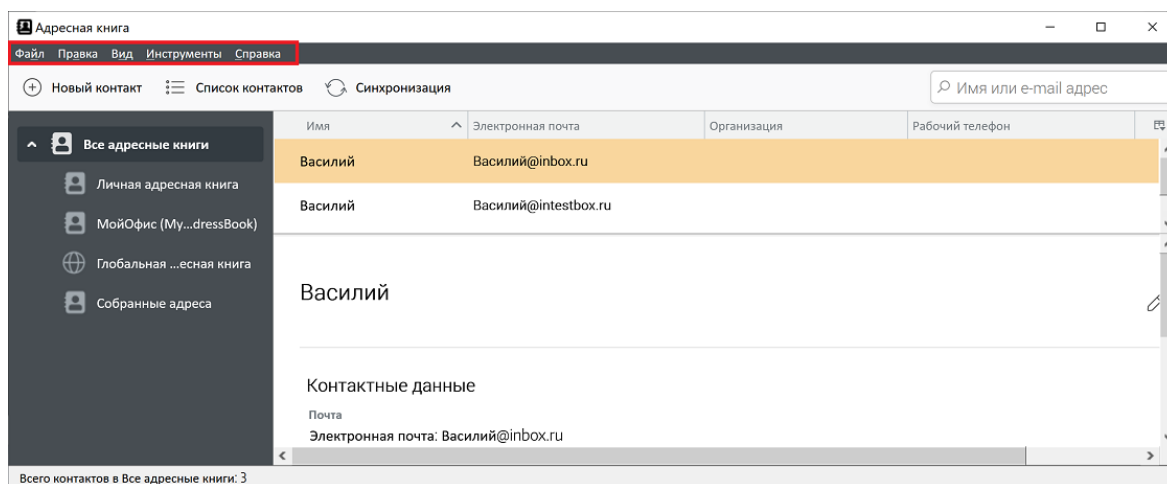 Адресная книга
Файл Правка Вид Инструменты Справка
Новый контакт Список контактов Синхронизация Имя или e-mail адрес
Имя Электронная почта Организация Рабочий телефон
Все адресные книги
Личная адресная книга
МойОфис (My...dressBook)
Глобальная ...есная книга
Собранные адреса
Василий Василий@inbox.ru
Василий Василий@intestbox.ru
Василий
Контактные данные
Почта
Электронная почта: Василий@inbox.ru
Всего контактов в Все адресные книги: 3